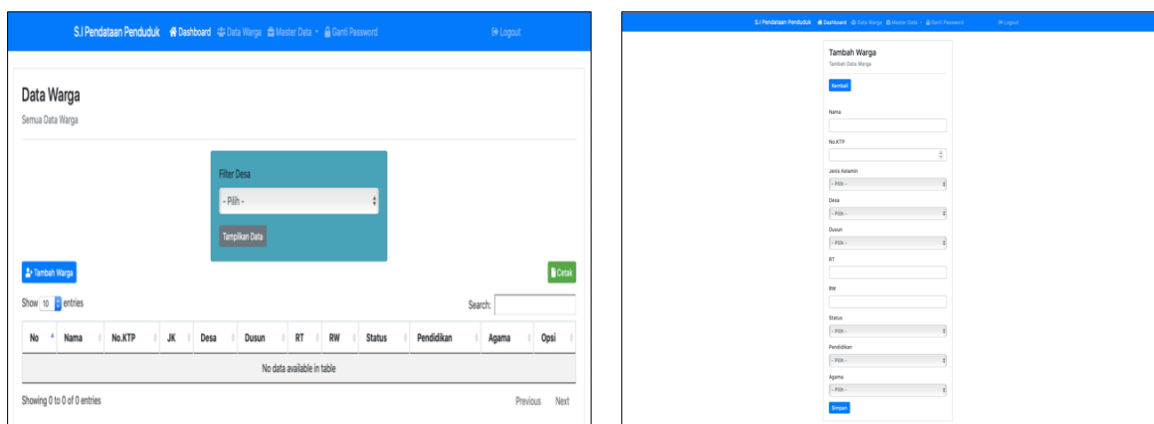 S.I Pendataan Penduduk Dashboard Data Warga Master Data Ganti Password Logout
Data Warga
Semua Data Warga
Filter Desa
- Pilih -
Tampilkan Data
Tambah Warga Cetak
Show 10 entries Search:
No Nama No.KTP JK Desa Dusun RT RW Status Pendidikan Agama Opsi
No data available in table
Showing 0 to 0 of 0 entries Previous Next
S.I Pendataan Penduduk Dashboard Data Warga Master Data Ganti Password Logout
Tambah Warga
Tambah Data Warga
Kembali
Nama
No.KTP
Jenis Kelamin
- Pilih -
Desa
- Pilih -
Dusun
- Pilih -
RT
RW
Status
- Pilih -
Pendidikan
- Pilih -
Agama
- Pilih -
Simpan